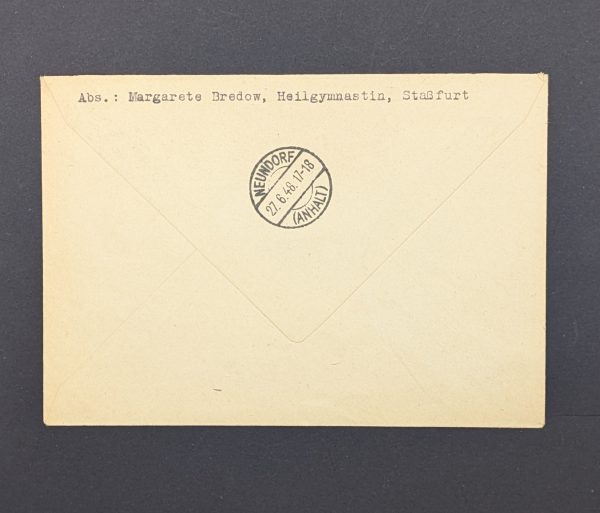 Abs.: Margarete Bredow, Heilgymnastin, Staßfurt
NEUNDORF
27.6.48.17-18
(ANHALT)